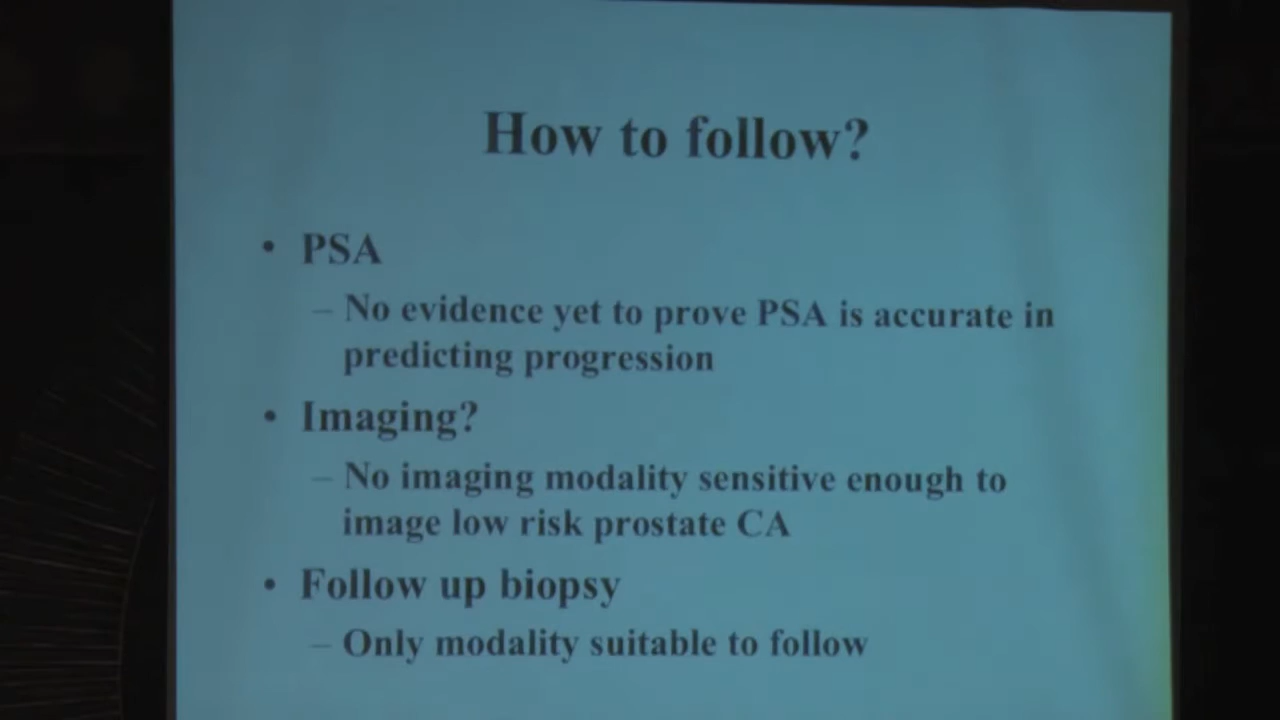 How to follow?
• PSA
– No evidence yet to prove PSA is accurate in
predicting progression
• Imaging?
– No imaging modality sensitive enough to
image low risk prostate CA
• Follow up biopsy
– Only modality suitable to follow